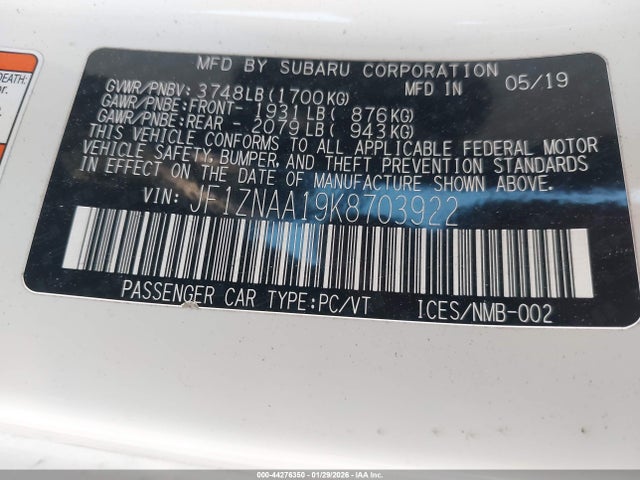 DEATH:
MFD BY SUBARU CORPORATION
MFD IN 05/19
GVWR/PNBV: 3748LB(1700KG)
GAWR/PNBE:FRONT- 1931LB( 876KG)
GAWR/PNBE:REAR - 2079LB( 943KG)
THIS VEHICLE CONFORMS TO ALL APPLICABLE FEDERAL MOTOR
VEHICLE SAFETY, BUMPER, AND THEFT PREVENTION STANDARDS
IN EFFECT ON THE DATE OF MANUFACTURE SHOWN ABOVE.
VIN: JF1ZNAA19K8703922
PASSENGER CAR TYPE:PC/VT ICES/NMB-002
000-44276350 - 01/29/2026 - IAA Corp.